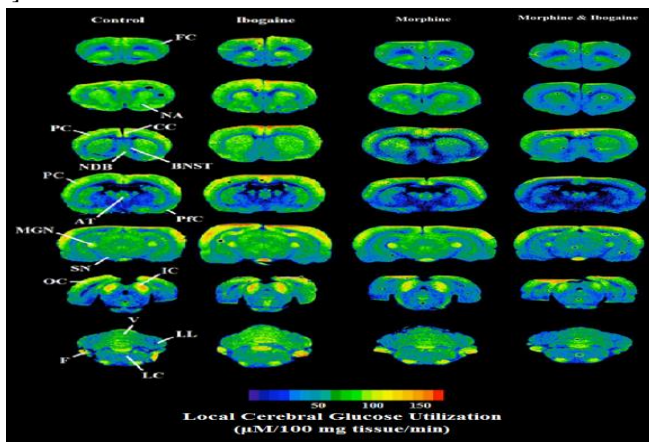 Control Ibogaine Morphine Morphine & Ibogaine
FC
NA
PC CC
NDB BNST
PC
AT PfC
MGN
SN IC
OC
V
LL
F
LC
50 100 150
Local Cerebral Glucose Utilization
(µM/100 mg tissue/min)